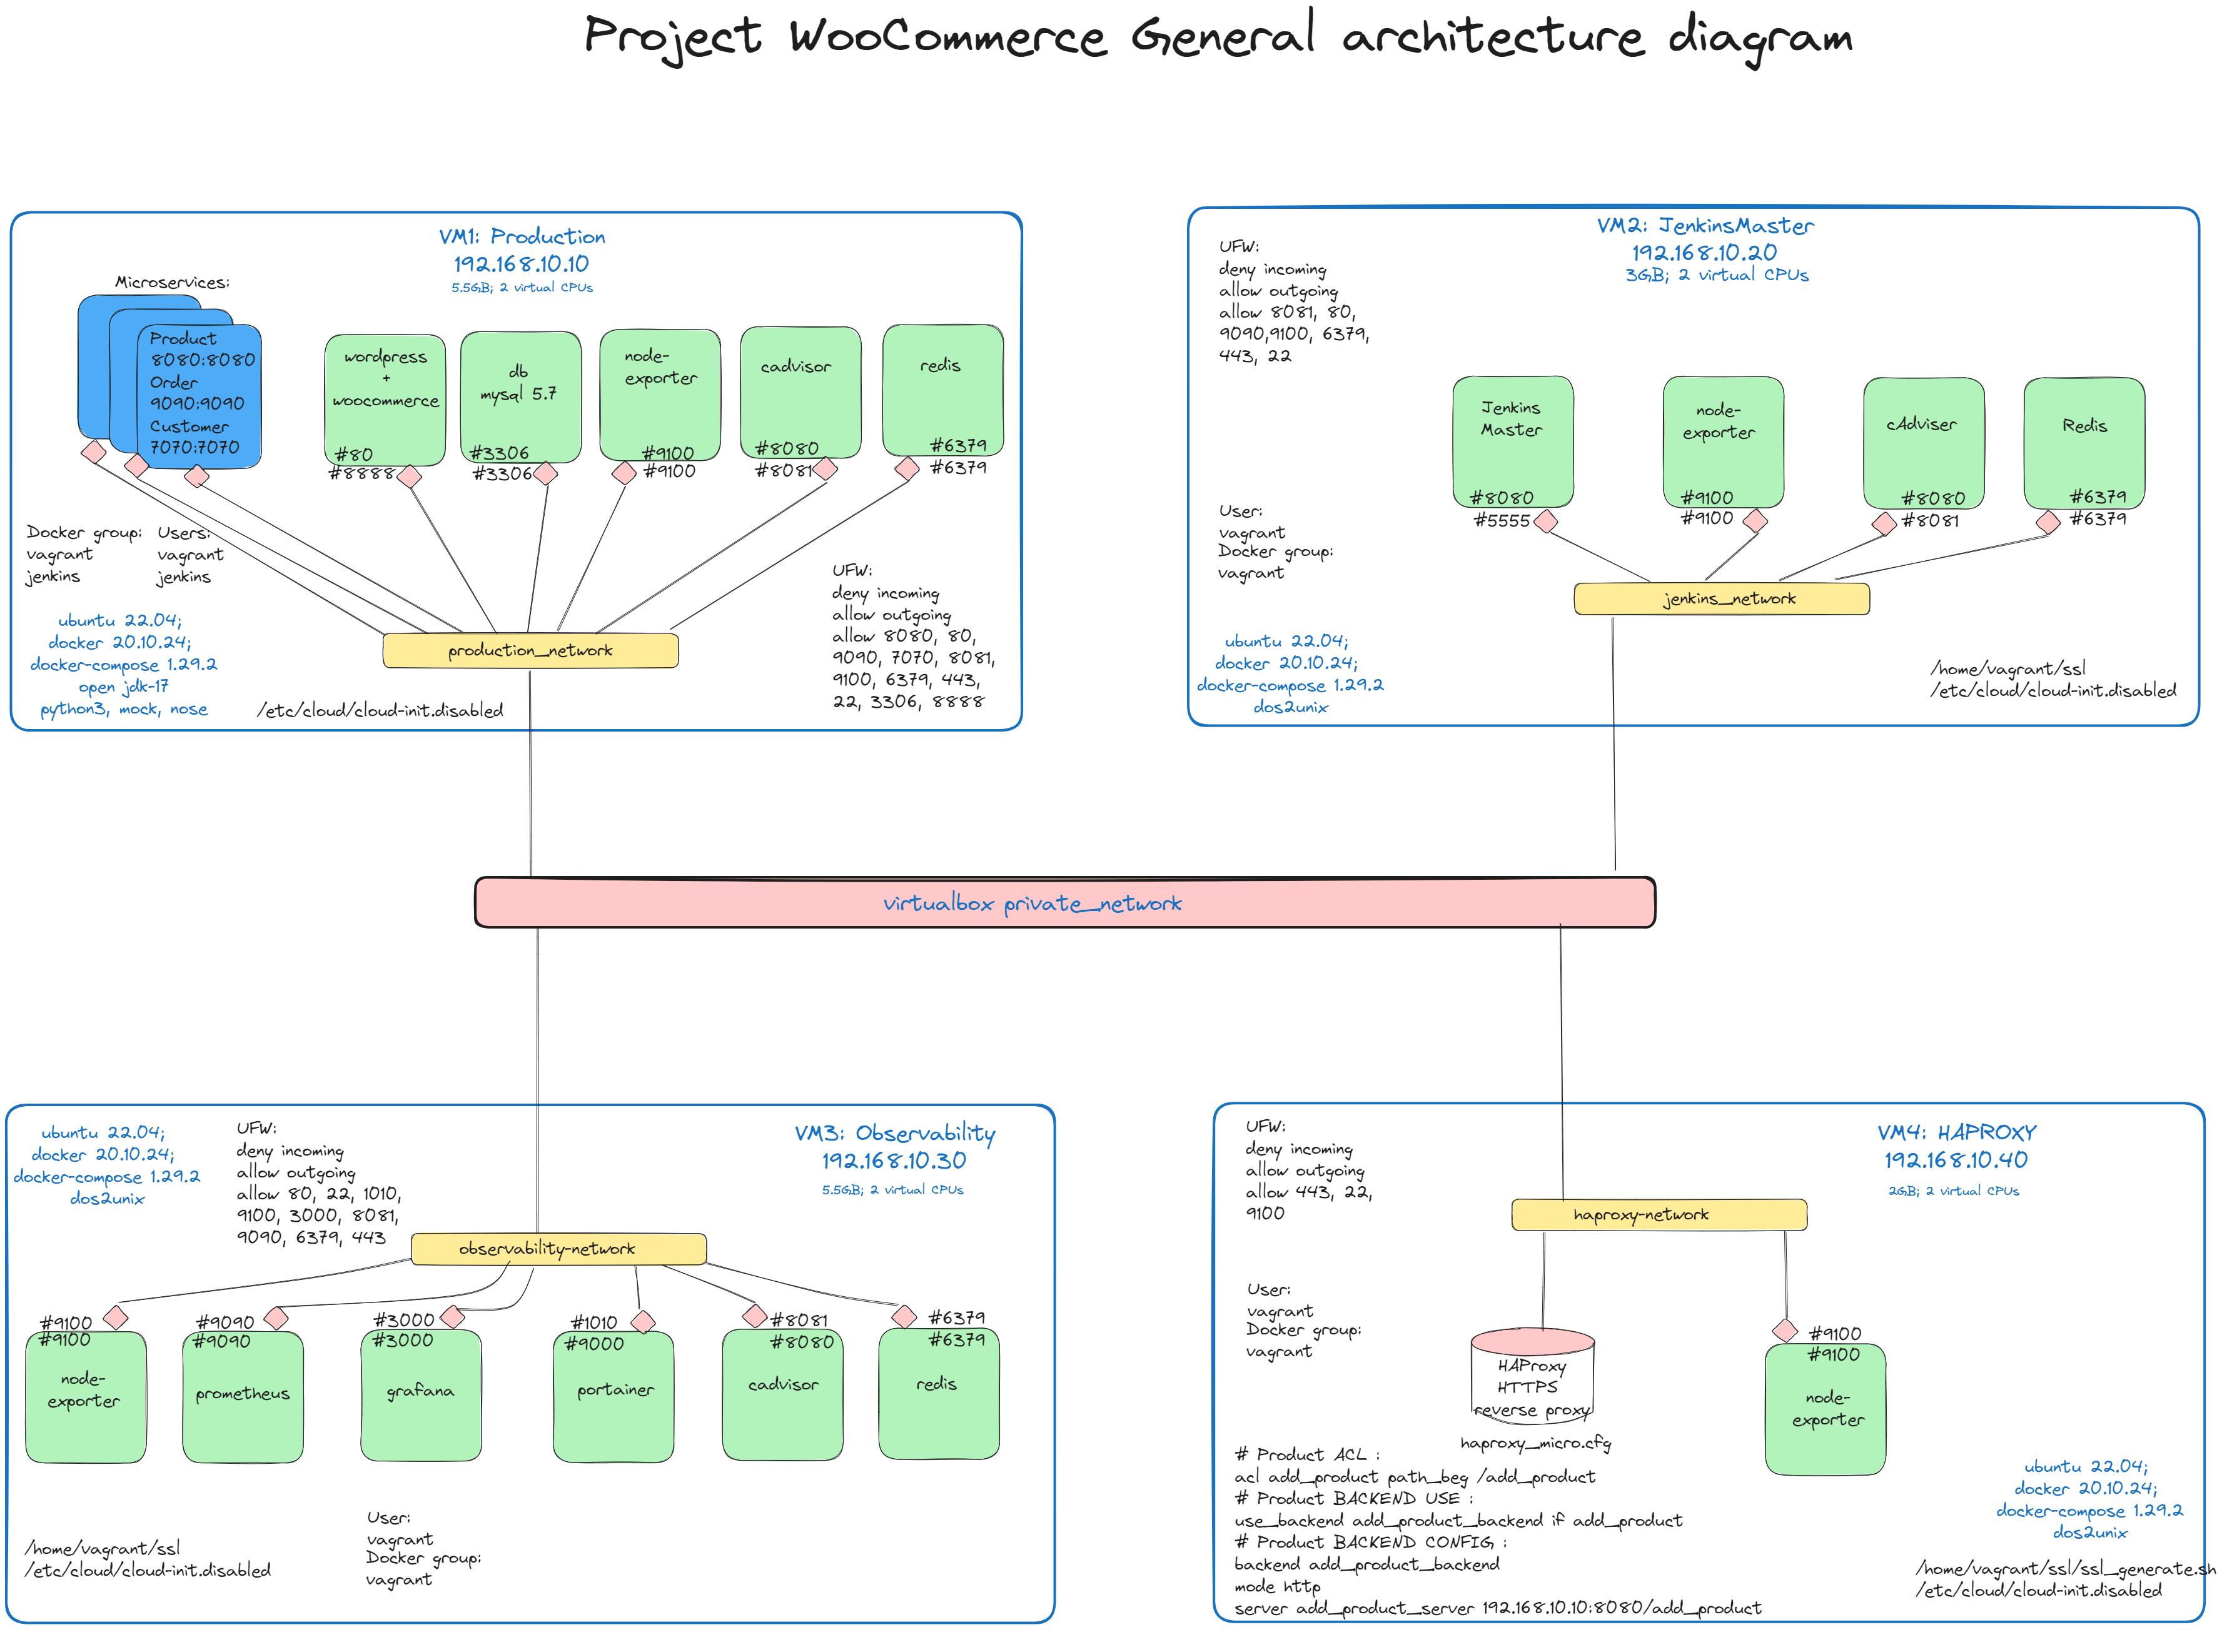 Project WooCommerce General architecture diagram
VM1: Production
192.168.10.10
5.5GB; 2 virtual CPUs
Microservices:
Product
8080:8080
Order
9090:9090
Customer
7070:7070
wordpress
+
woocommerce
#80
#8888
db
mysql 5.7
#3306
#3306
node-
exporter
#9100
#9100
cadvisor
#8080
#8081
redis
#6379
#6379
Docker group:
vagrant
jenkins
Users:
vagrant
jenkins
ubuntu 22.04;
docker 20.10.24;
docker-compose 1.29.2
open jdk-17
python3, mock, nose
/etc/cloud/cloud-init.disabled
production_network
UFW:
deny incoming
allow outgoing
allow 8080, 80,
9090, 7070, 8081,
9100, 6379, 443,
22, 3306, 8888
VM2: JenkinsMaster
192.168.10.20
3GB; 2 virtual CPUs
UFW:
deny incoming
allow outgoing
allow 8081, 80,
9090,9100, 6379,
443, 22
Jenkins
Master
#8080
#5555
node-
exporter
#9100
#9100
cAdviser
#8080
#8081
Redis
#6379
#6379
User:
vagrant
Docker group:
vagrant
jenkins_network
ubuntu 22.04;
docker 20.10.24;
docker-compose 1.29.2
dos2unix
/home/vagrant/ssl
/etc/cloud/cloud-init.disabled
virtualbox private_network
ubuntu 22.04;
docker 20.10.24;
docker-compose 1.29.2
dos2unix
UFW:
deny incoming
allow outgoing
allow 80, 22, 1010,
9100, 3000, 8081,
9090, 6379, 443
VM3: Observability
192.168.10.30
5.5GB; 2 virtual CPUs
observability-network
#9100
#9100
node-
exporter
#9090
#9090
prometheus
#3000
#3000
grafana
#1010
#9000
portainer
#8081
#8080
cadvisor
#6379
#6379
redis
/home/vagrant/ssl
/etc/cloud/cloud-init.disabled
User:
vagrant
Docker group:
vagrant
UFW:
deny incoming
allow outgoing
allow 443, 22,
9100
VM4: HAPROXY
192.168.10.40
2GB; 2 virtual CPUs
haproxy-network
User:
vagrant
Docker group:
vagrant
HAProxy
HTTPS
reverse proxy
haproxy_micro.cfg
#9100
#9100
node-
exporter
# Product ACL :
acl add_product path_beg /add_product
# Product BACKEND USE :
use_backend add_product_backend if add_product
# Product BACKEND CONFIG :
backend add_product_backend
mode http
server add_product_server 192.168.10.10:8080/add_product
ubuntu 22.04;
docker 20.10.24;
docker-compose 1.29.2
dos2unix
/home/vagrant/ssl/ssl_generate.sh
/etc/cloud/cloud-init.disabled